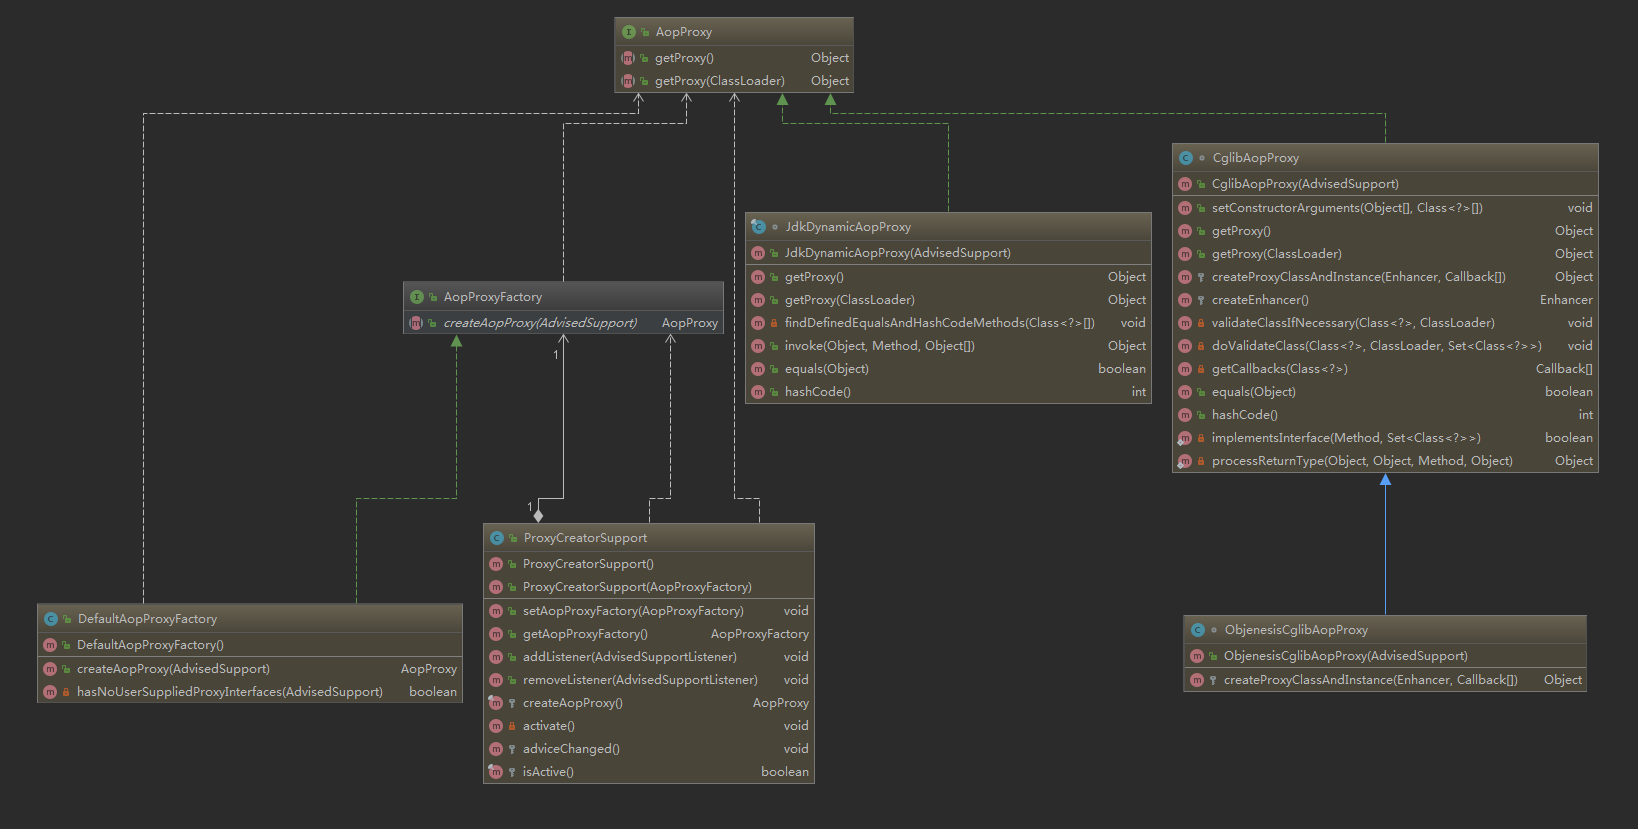 AopProxy
getProxy() Object
getProxy(ClassLoader) Object
CglibAopProxy
CglibAopProxy(AdvisedSupport)
setConstructorArguments(Object[], Class<?>[]) void
getProxy() Object
getProxy(ClassLoader) Object
createProxyClassAndInstance(Enhancer, Callback[]) Object
createEnhancer() Enhancer
validateClassIfNecessary(Class<?>, ClassLoader) void
doValidateClass(Class<?>, ClassLoader, Set<Class<?>>) void
getCallbacks(Class<?>) Callback[]
equals(Object) boolean
hashCode() int
implementsInterface(Method, Set<Class<?>>) boolean
processReturnType(Object, Object, Method, Object) Object
JdkDynamicAopProxy
JdkDynamicAopProxy(AdvisedSupport)
getProxy() Object
getProxy(ClassLoader) Object
findDefinedEqualsAndHashCodeMethods(Class<?>[]) void
invoke(Object, Method, Object[]) Object
equals(Object) boolean
hashCode() int
AopProxyFactory
createAopProxy(AdvisedSupport) AopProxy
1
1
ProxyCreatorSupport
ProxyCreatorSupport()
ProxyCreatorSupport(AopProxyFactory)
setAopProxyFactory(AopProxyFactory) void
getAopProxyFactory() AopProxyFactory
addListener(AdvisedSupportListener) void
removeListener(AdvisedSupportListener) void
createAopProxy() AopProxy
activate() void
adviceChanged() void
isActive() boolean
DefaultAopProxyFactory
DefaultAopProxyFactory()
createAopProxy(AdvisedSupport) AopProxy
hasNoUserSuppliedProxyInterfaces(AdvisedSupport) boolean
ObjenesisCglibAopProxy
ObjenesisCglibAopProxy(AdvisedSupport)
createProxyClassAndInstance(Enhancer, Callback[]) Object